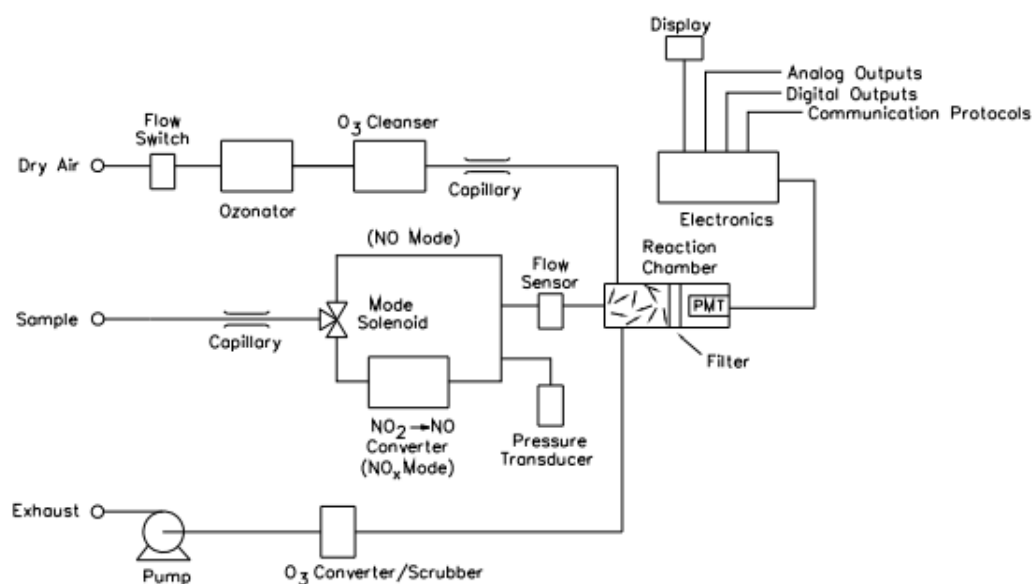 Display
Analog Outputs
Digital Outputs
Communication Protocols
Flow
Switch
O3 Cleanser
Dry Air
Capillary
Ozonator
Electronics
(NO Mode)
Reaction
Chamber
Flow
Sensor
Mode
Solenoid
PMT
Sample
Capillary
Filter
NO2→NO
Converter
(NOx Mode)
Pressure
Transducer
Exhaust
Pump
O3 Converter/Scrubber